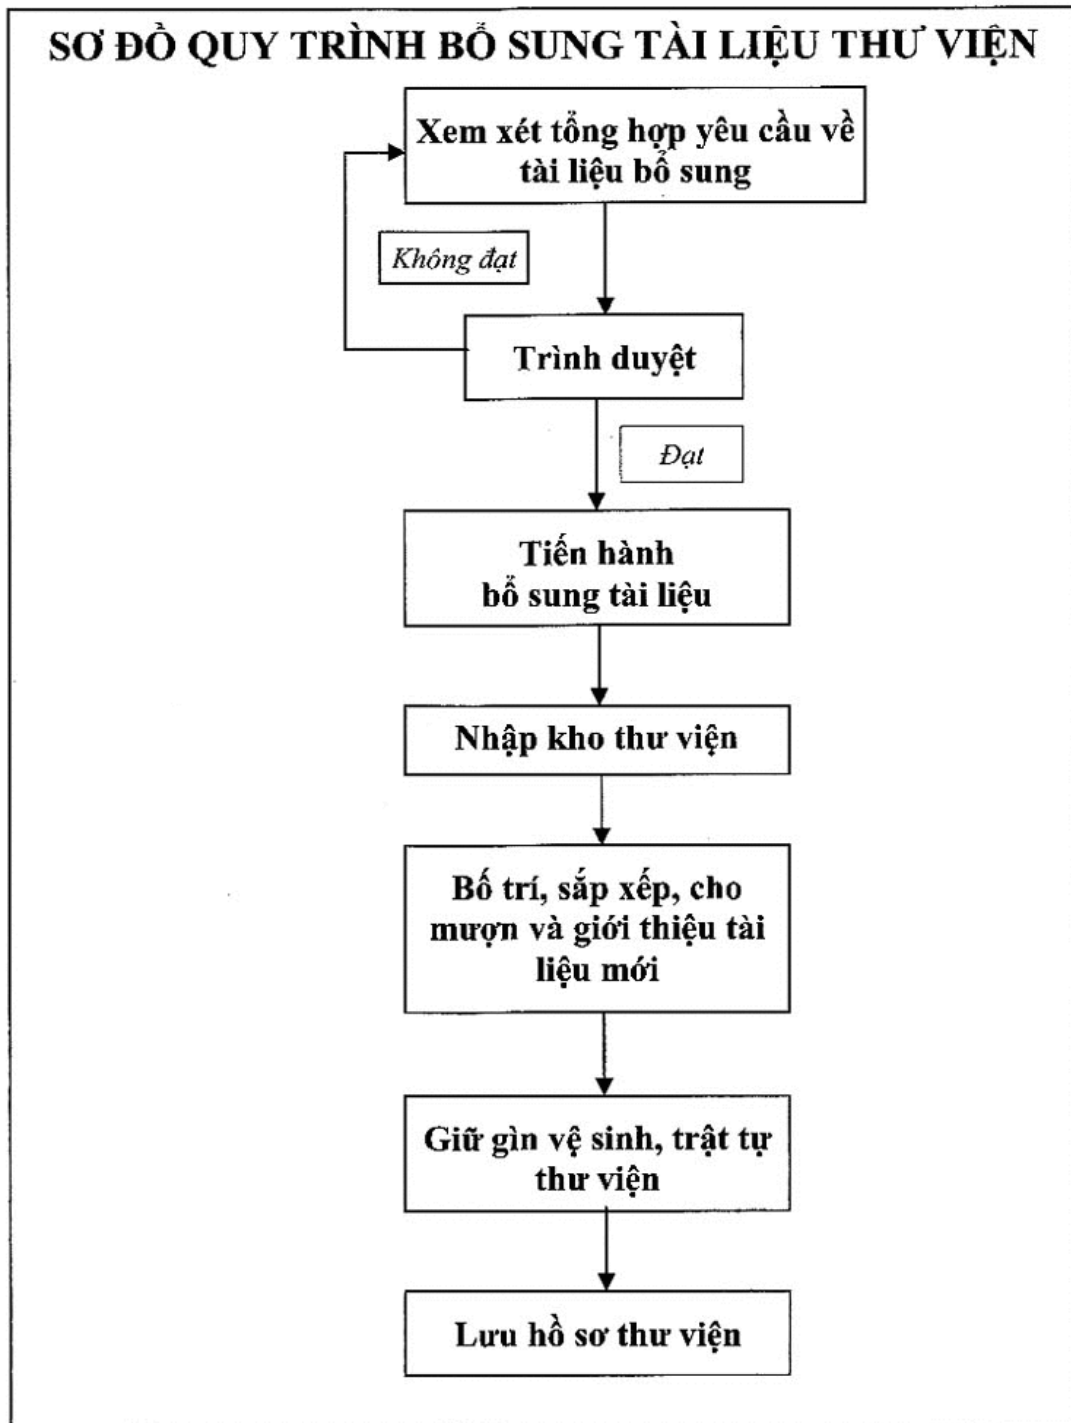 SƠ ĐỒ QUY TRÌNH BỔ SUNG TÀI LIỆU THƯ VIỆN
Xem xét tổng hợp yêu cầu về
tài liệu bổ sung
Không đạt
Trình duyệt
Đạt
Tiến hành
bổ sung tài liệu
Nhập kho thư viện
Bố trí, sắp xếp, cho
mượn và giới thiệu tài
liệu mới
Giữ gìn vệ sinh, trật tự
thư viện
Lưu hồ sơ thư viện